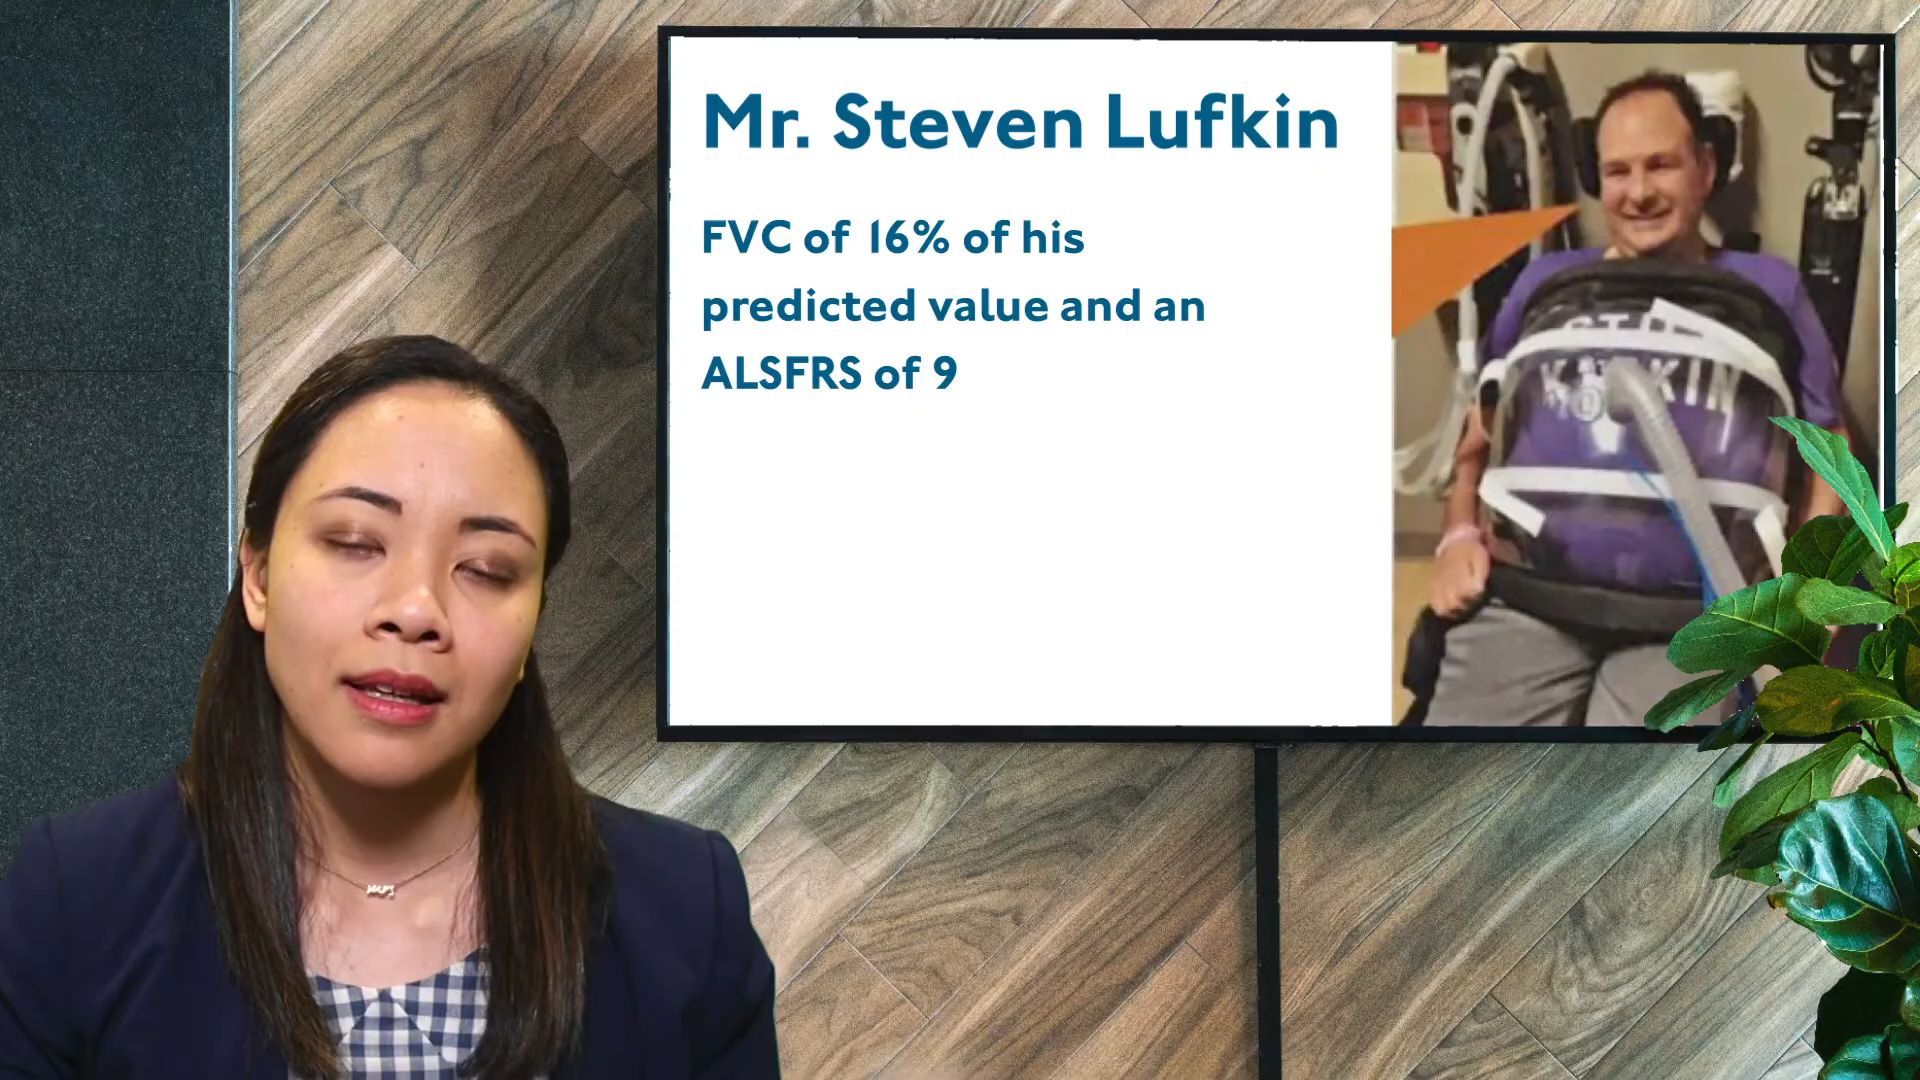 Mr. Steven Lufkin
FVC of 16% of his
predicted value and an
ALSFRS of 9